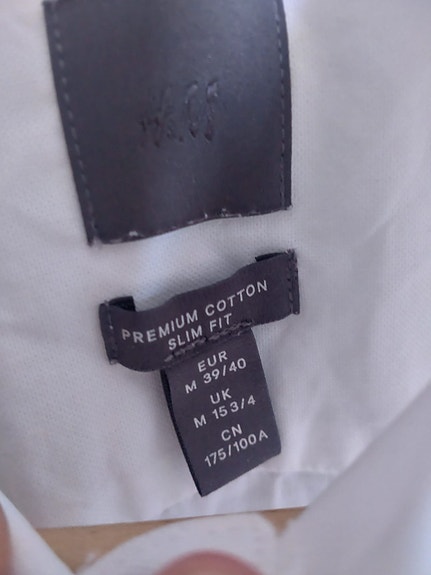 PREMIUM COTTON
SLIM FIT
EUR
M 39/40
UK
M 15 3/4
CN
175/100A